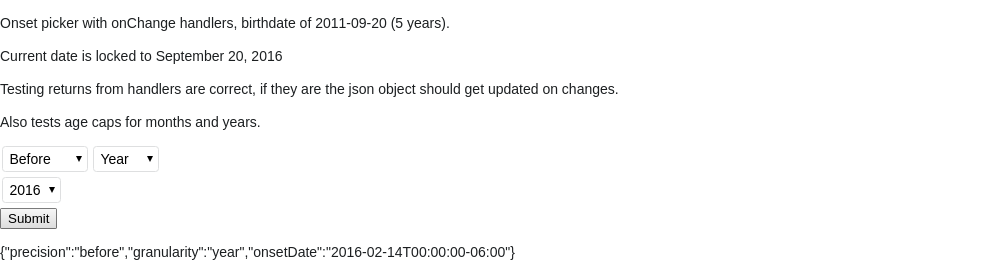 Onset picker with onChange handlers, birthdate of 2011-09-20 (5 years).
Current date is locked to September 20, 2016
Testing returns from handlers are correct, if they are the json object should get updated on changes.
Also tests age caps for months and years.
Before Year
2016
Submit
{"precision":"before","granularity":"year","onsetDate":"2016-02-14T00:00:00-06:00"}